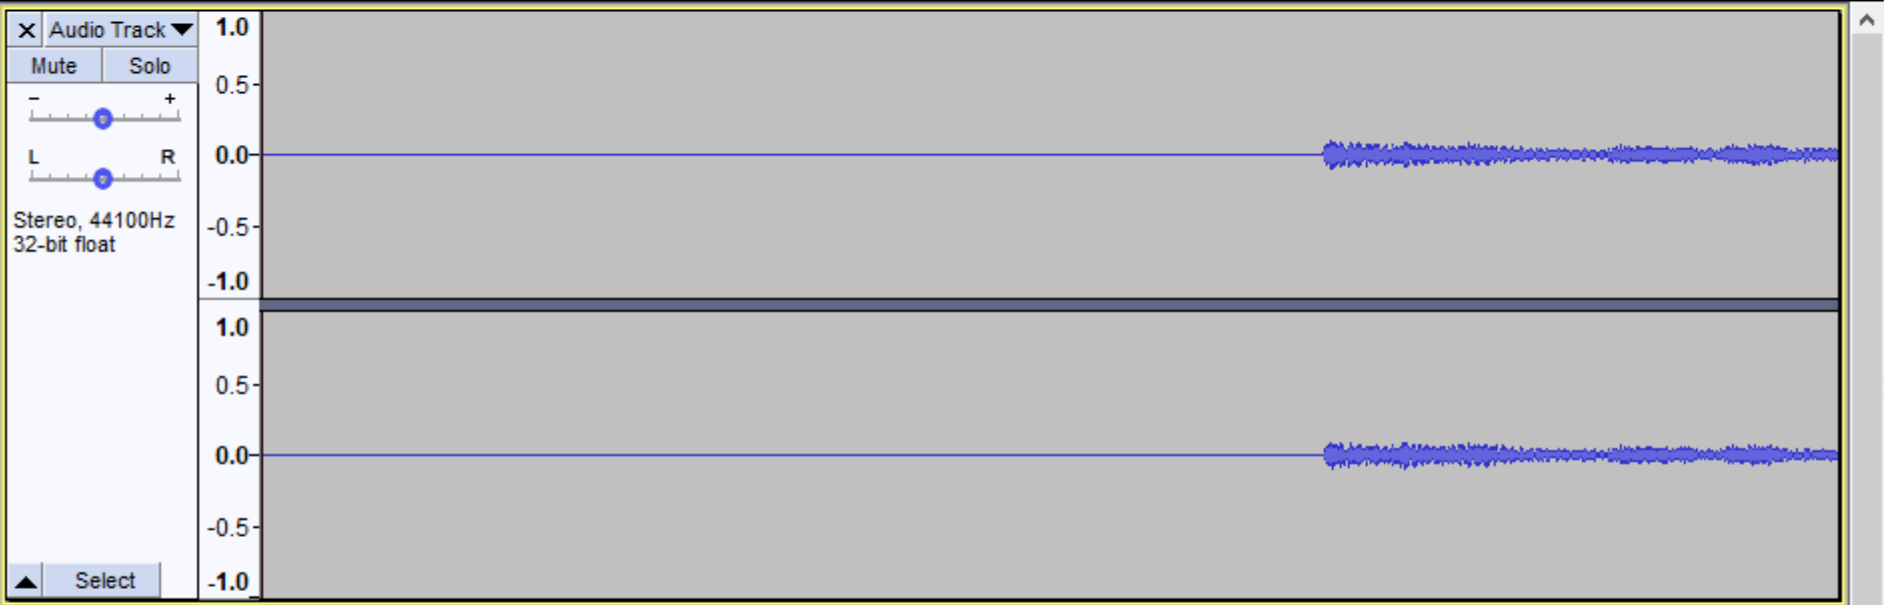 × Audio Track
Mute Solo
- +
L R
Stereo, 44100Hz
32-bit float
Select
1.0
0.5
0.0
-0.5
-1.0
1.0
0.5
0.0
-0.5
-1.0